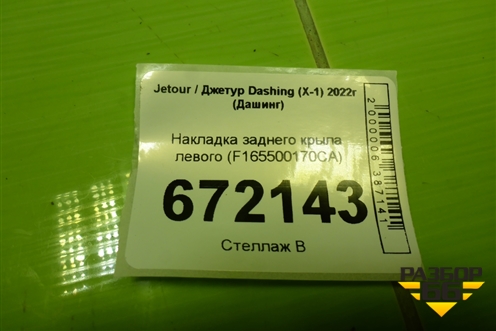 Jetour / Джетур Dashing (X-1) 2022г
(Дашинг)
Накладка заднего крыла
левого (F165500170CA)
672143
Стеллаж В
2000006387141
РАЗБОР